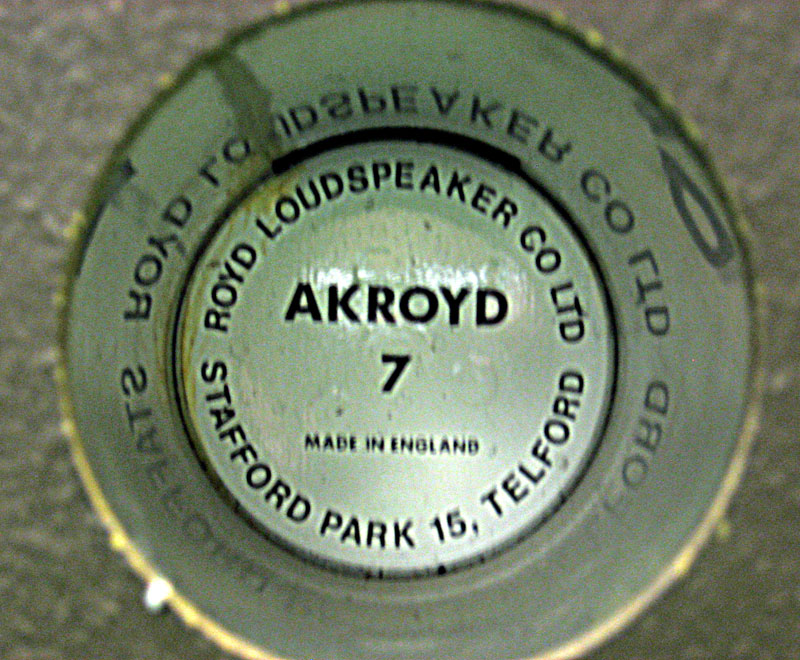 ROYD LOUDSPEAKER CO LTD
AKROYD
7
MADE IN ENGLAND
STAFFORD PARK 15, TELFORD